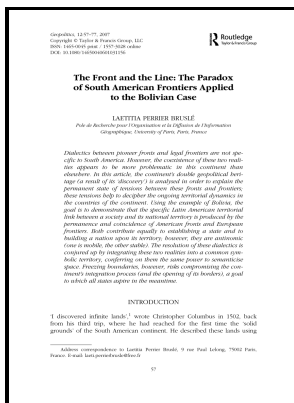 Geopolitics, 12:57–77, 2007
Copyright © Taylor & Francis Group, LLC
ISSN: 1465-0045 print / 1557-3028 online
DOI: 10.1080/14650040601031156
Routledge
Taylor & Francis Group
The Front and the Line: The Paradox
of South American Frontiers Applied
to the Bolivian Case
LAETITIA PERRIER BRUSLÉ
Pole de Recherche pour l'Organisation et la Diffusion de l'Information
Géographique, University of Paris, Paris, France
Dialectics between pioneer fronts and legal frontiers are not spe-
cific to South America. However, the coexistence of these two real-
ities appears to be more problematic in this continent than
elsewhere. In this article, the continent's double geopolitical heri-
tage (a result of its 'discovery') is analysed in order to explain the
permanent state of tensions between these fronts and frontiers;
these tensions help to decipher the ongoing territorial dynamics in
the countries of the continent. Using the example of Bolivia, the
goal is to demonstrate that the specific Latin American territorial
link between a society and its national territory is produced by the
permanence and coincidence of American fronts and European
frontiers. Both contribute equally to establishing a state and to
building a nation upon its territory; however, they are antinomic
(one is mobile, the other stable). The resolution of these dialectics is
conjured up by integrating these two realities into a common sym-
bolic territory, conferring on them the same power to semanticise
space. Freezing boundaries, however, risks compromising the con-
tinent's integration process (and the opening of its borders), a goal
to which all states aspire in the meantime.
INTRODUCTION
'I discovered infinite lands',¹ wrote Christopher Columbus in 1502, back
from his third trip, where he had reached for the first time the 'solid
grounds' of the South American continent. He described these lands using
Address correspondence to Laetitia Perrier Bruslé, 9 rue Paul Lelong, 75002 Paris,
France. E-mail: laeti.perrierbrusle@free.fr
57